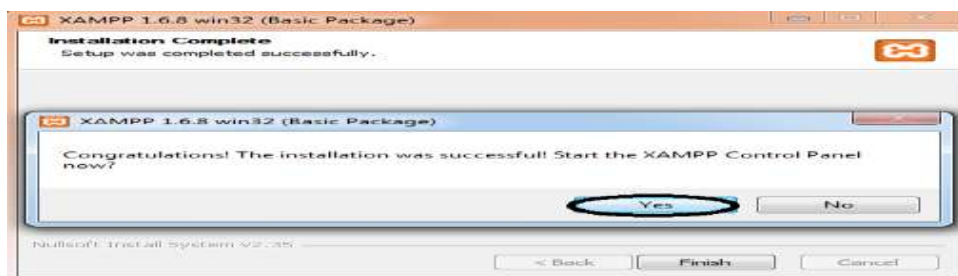 XAMPP 1.6.8 win32 (Basic Package)
Installation Complete
Setup was completed successfully.
XAMPP 1.6.8 win32 (Basic Package)
Congratulations! The installation was successful! Start the XAMPP Control Panel
now?
Yes
No
Nullsoft Install System v2.35
< Back
Finish
Cancel